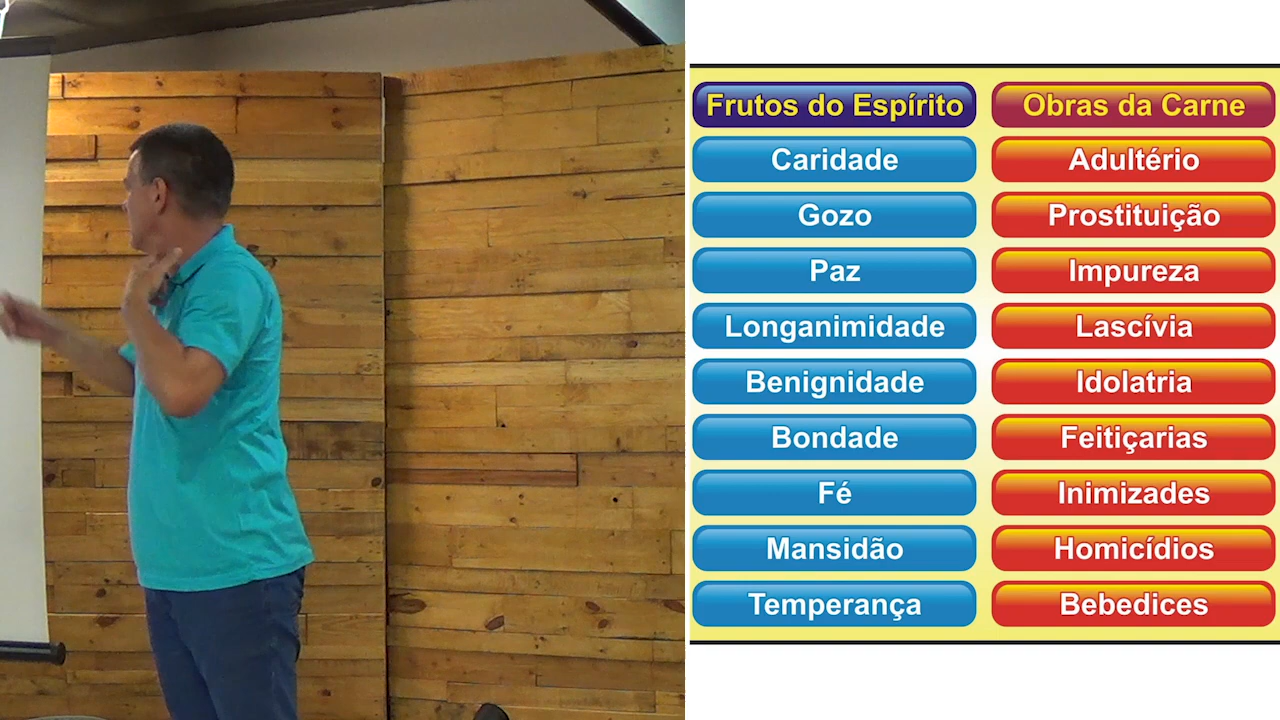 Frutos do Espírito
Obras da Carne
Caridade
Adultério
Gozo
Prostituição
Paz
Impureza
Longanimidade
Lascívia
Benignidade
Idolatria
Bondade
Feitiçarias
Fé
Inimizades
Mansidão
Homicídios
Temperança
Bebedices